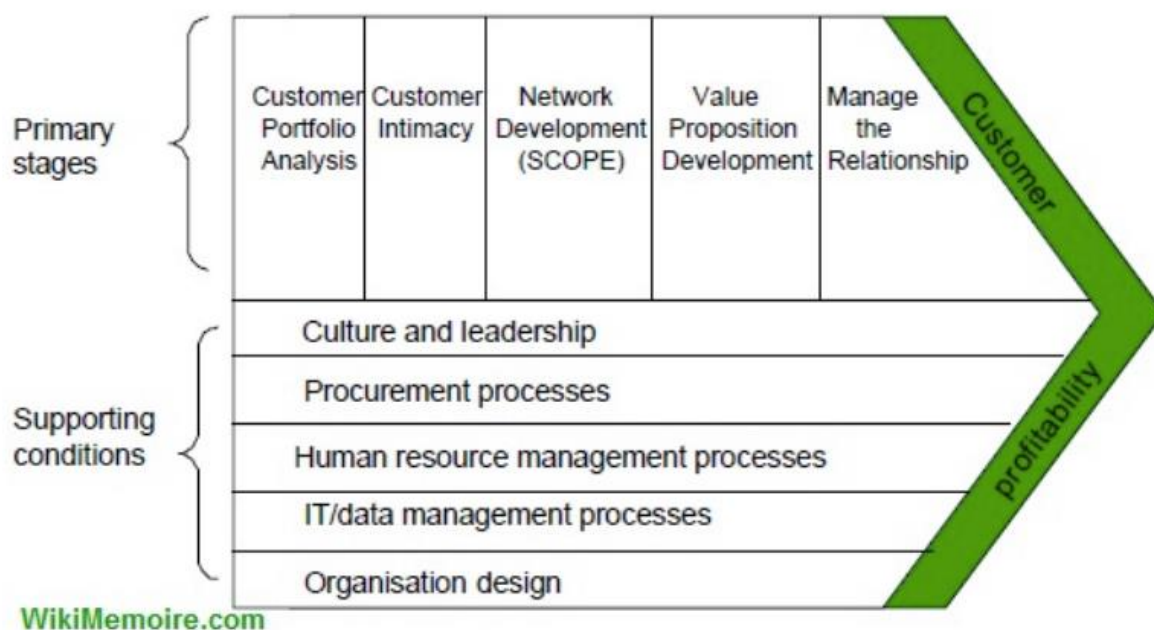 Primary
stages
Customer
Portfolio
Analysis
Customer
Intimacy
Network
Development
(SCOPE)
Value
Proposition
Development
Manage
the
Relationship
Customer
Supporting
conditions
Culture and leadership
Procurement processes
Human resource management processes
IT/data management processes
Organisation design
profitability
WikiMemoire.com